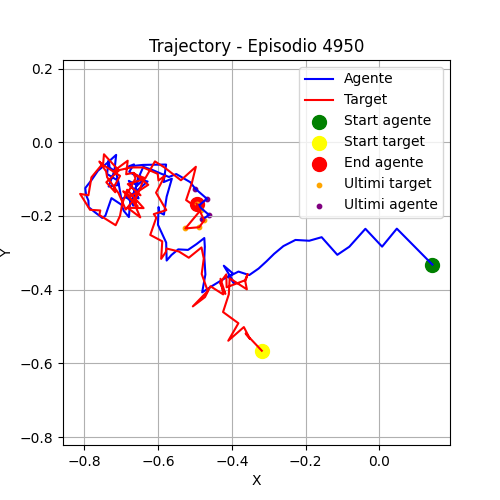 Trajectory - Episodio 4950
Agente
Target
Start agente
Start target
End agente
Ultimi target
Ultimi agente
0.2
0.0
−0.2
−0.4
−0.6
−0.8
Y
−0.8
−0.6
−0.4
−0.2
0.0
X